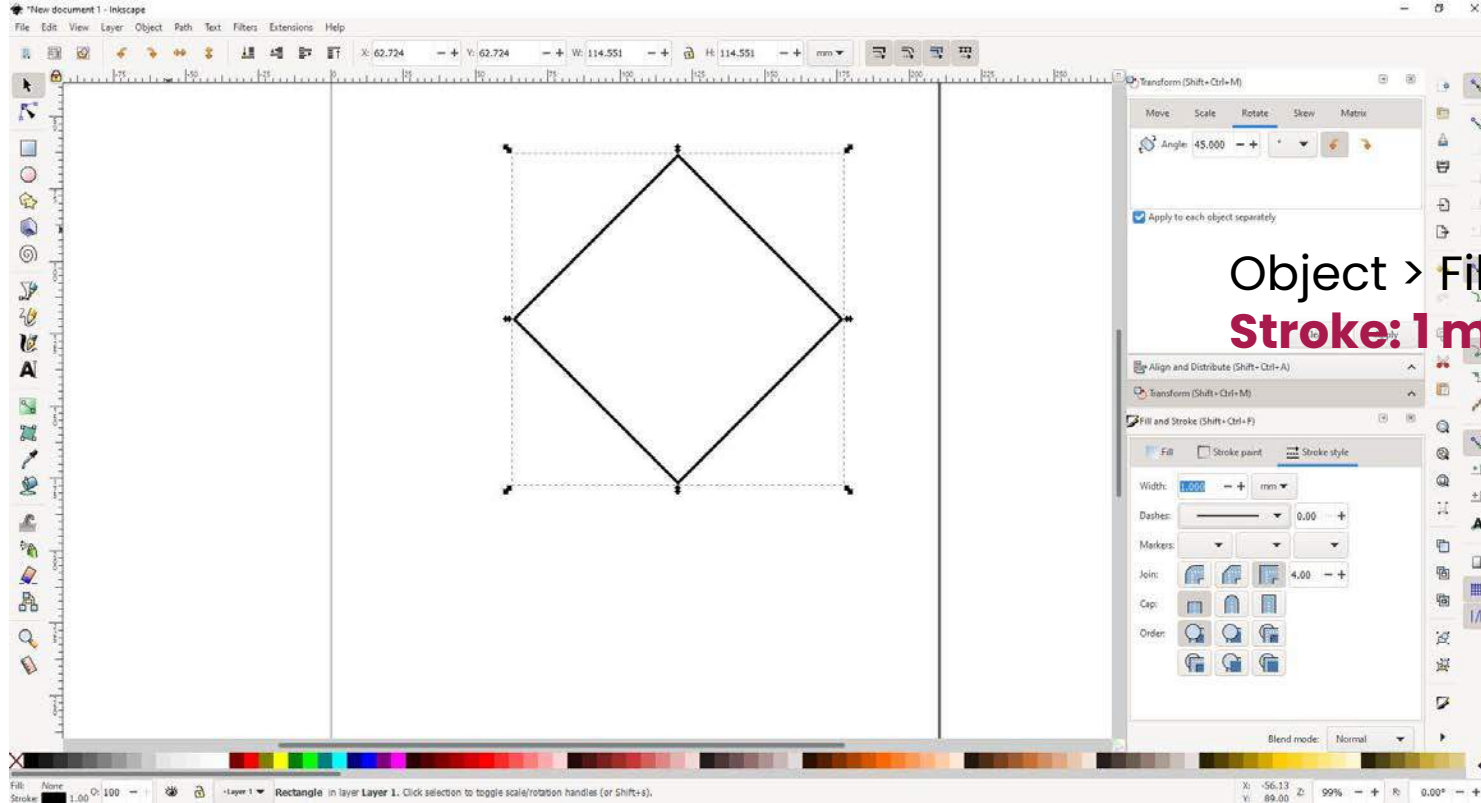 *New document 1 - Inkscape
File Edit View Layer Object Path Text Filters Extensions Help
X: 62.724 − + Y: 62.724 − + W: 114.551 − + H: 114.551 − + mm
Transform (Shift+Ctrl+M)
Move Scale Rotate Skew Matrix
Angle: 45.000 − + °
Apply to each object separately
Object > Fil
Stroke: 1 m
Align and Distribute (Shift+Ctrl+A)
Transform (Shift+Ctrl+M)
Fill and Stroke (Shift+Ctrl+F)
Fill Stroke paint Stroke style
Width: 1.000 − + mm
Dashes: 0.00 +
Markers:
Join: 4.00 − +
Cap:
Order:
Blend mode: Normal
Fill: None
Stroke: 1.00 O: 100 − + Layer 1 Rectangle in layer Layer 1. Click selection to toggle scale/rotation handles (or Shift+s).
X: -56.13 Z: 99% − + R: 0.00° − +
Y: 89.00